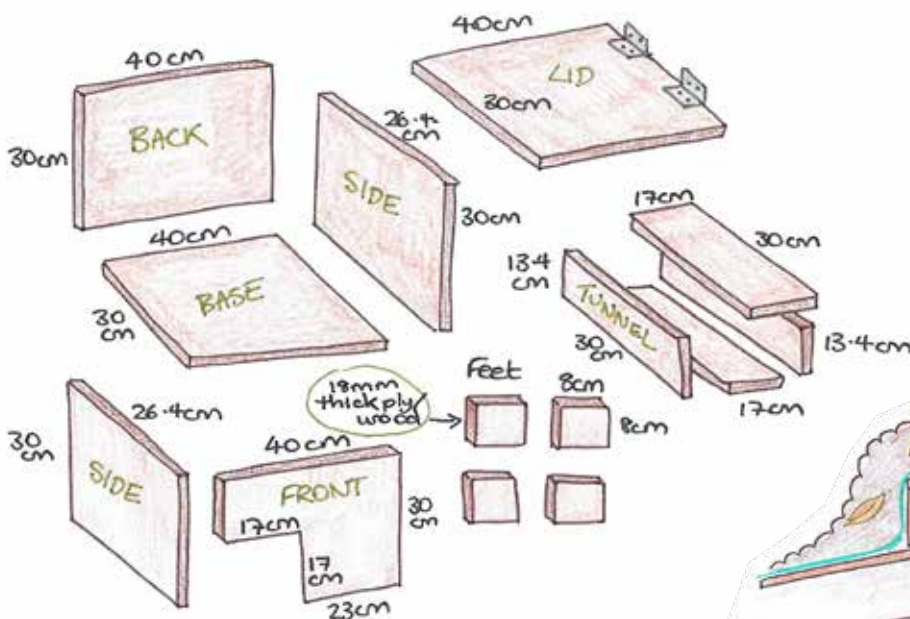 40cm
30cm
BACK
40cm
30cm
LID
26.4
cm
SIDE
30cm
40cm
30
cm
BASE
17cm
30cm
13.4
cm
TUNNEL
30cm
13.4cm
17cm
18mm
thick ply
wood
Feet
8cm
8cm
26.4cm
30
cm
SIDE
40cm
FRONT
30
cm
17cm
17
cm
23cm